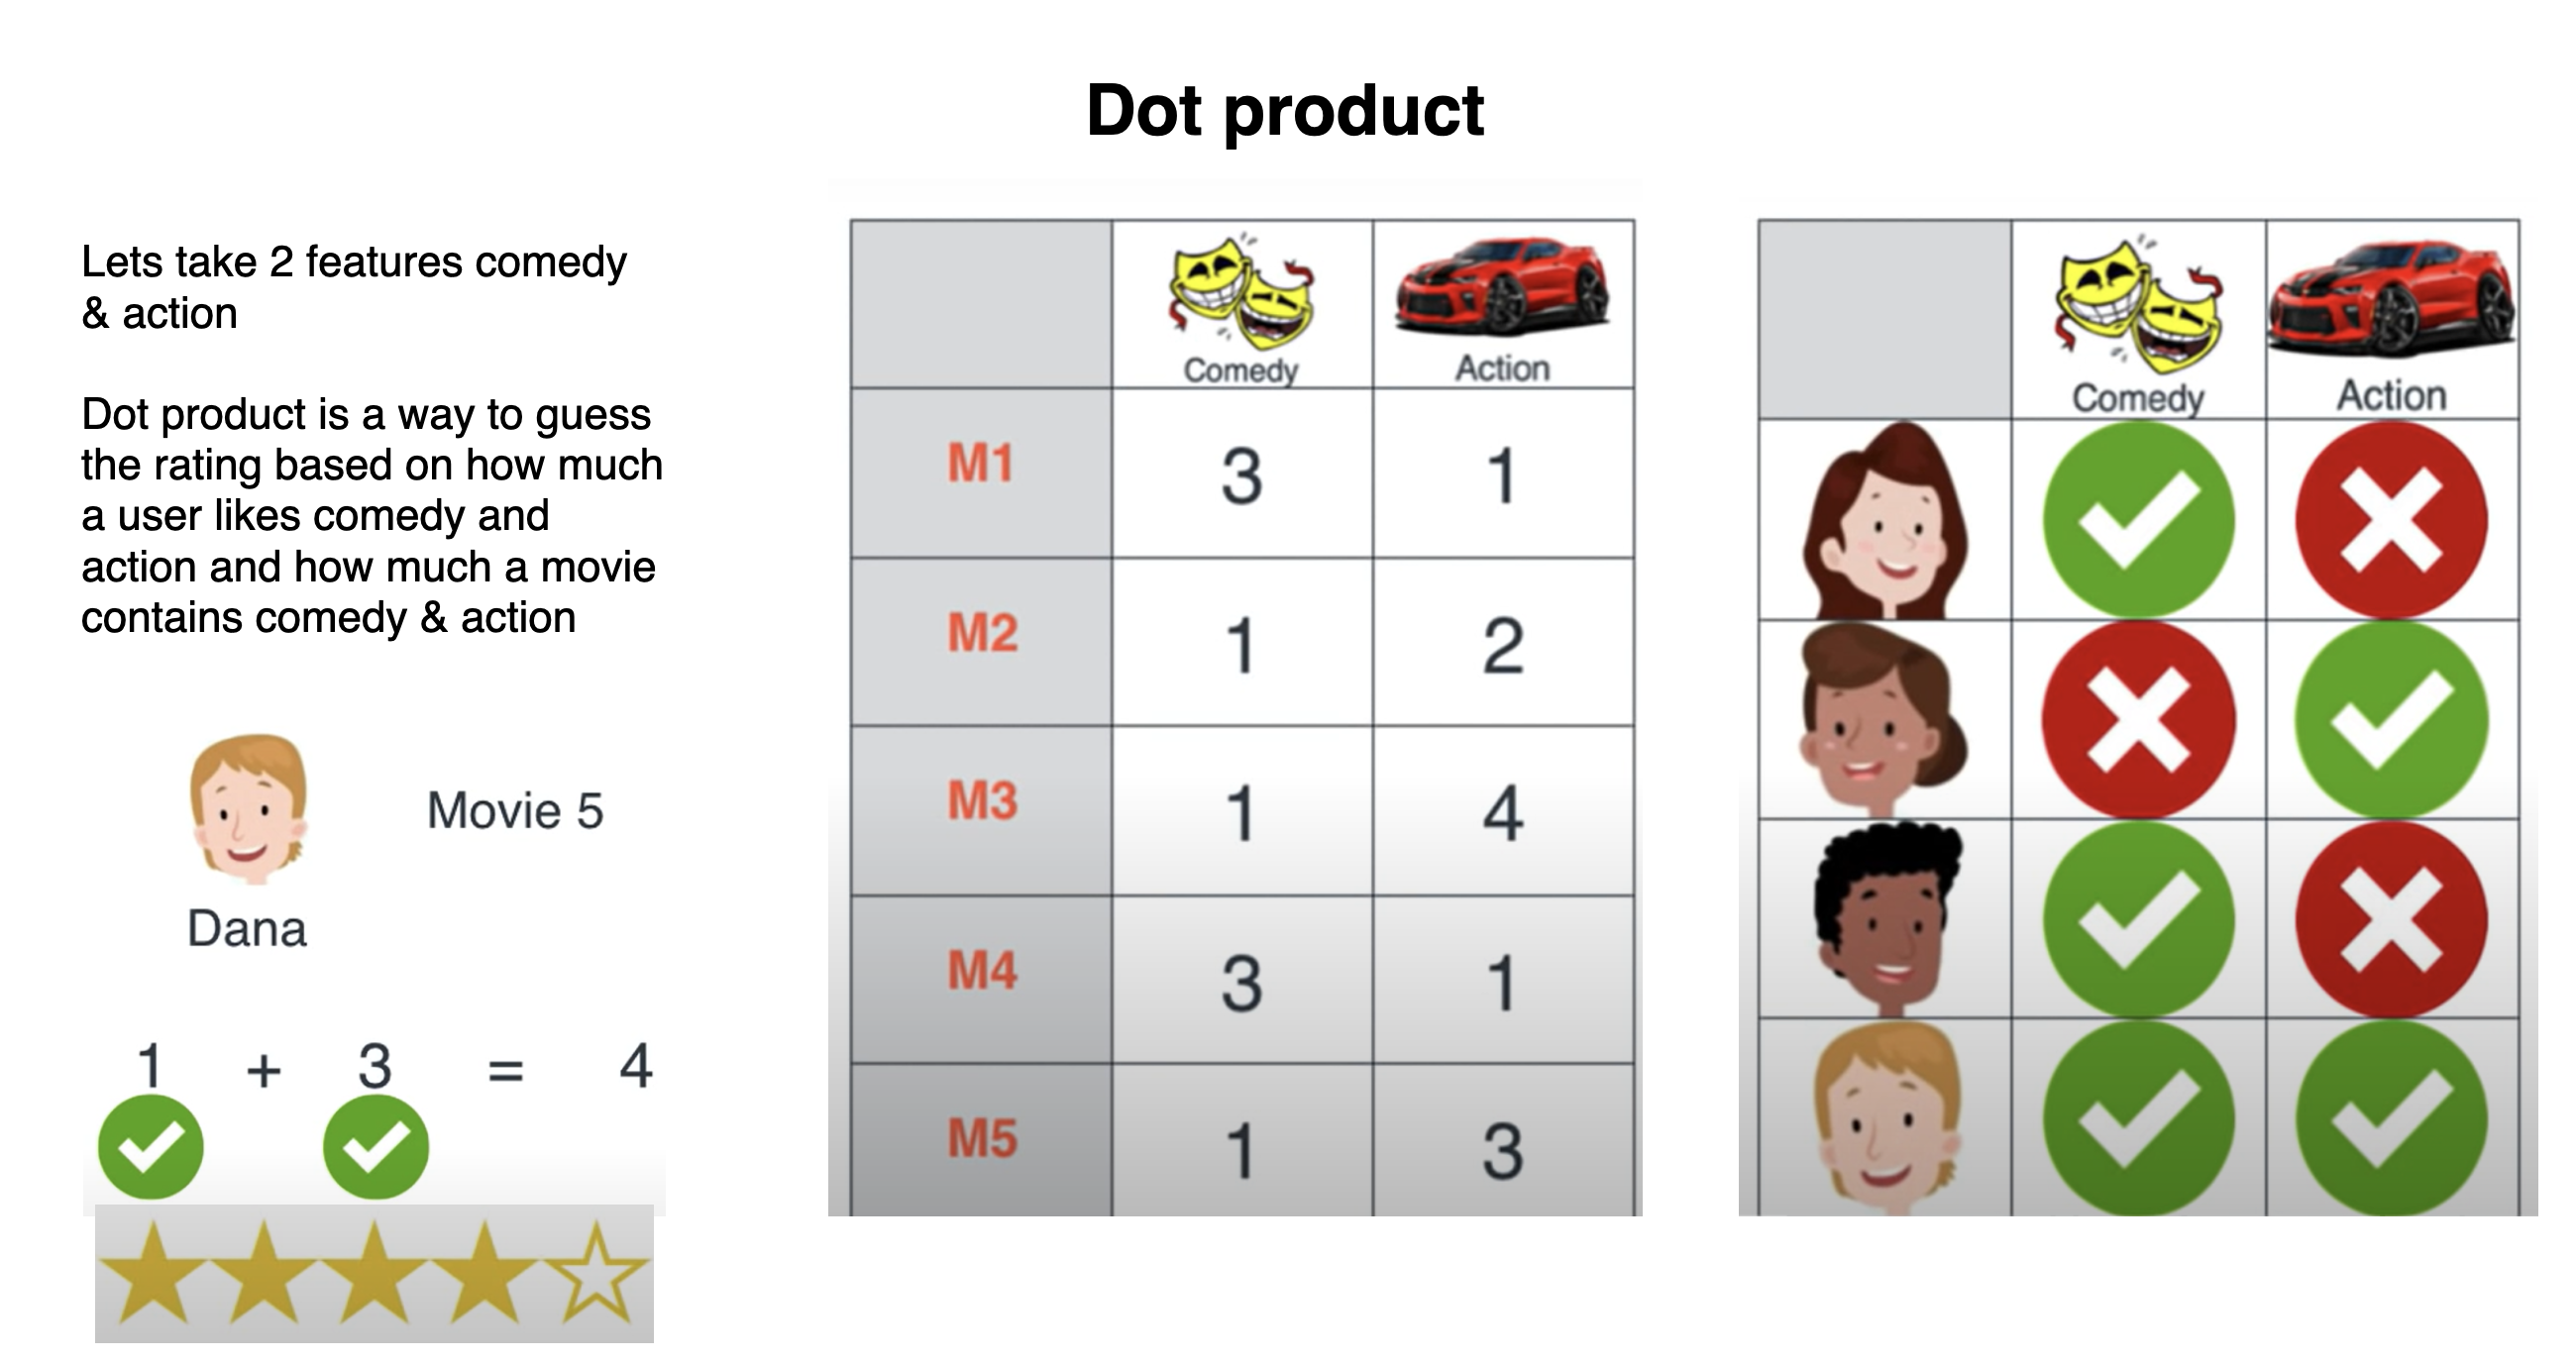 Dot product
Lets take 2 features comedy
& action
Dot product is a way to guess
the rating based on how much
a user likes comedy and
action and how much a movie
contains comedy & action
Movie 5
Dana
1 + 3 = 4
Comedy Action
M1 3 1
M2 1 2
M3 1 4
M4 3 1
M5 1 3
Comedy Action